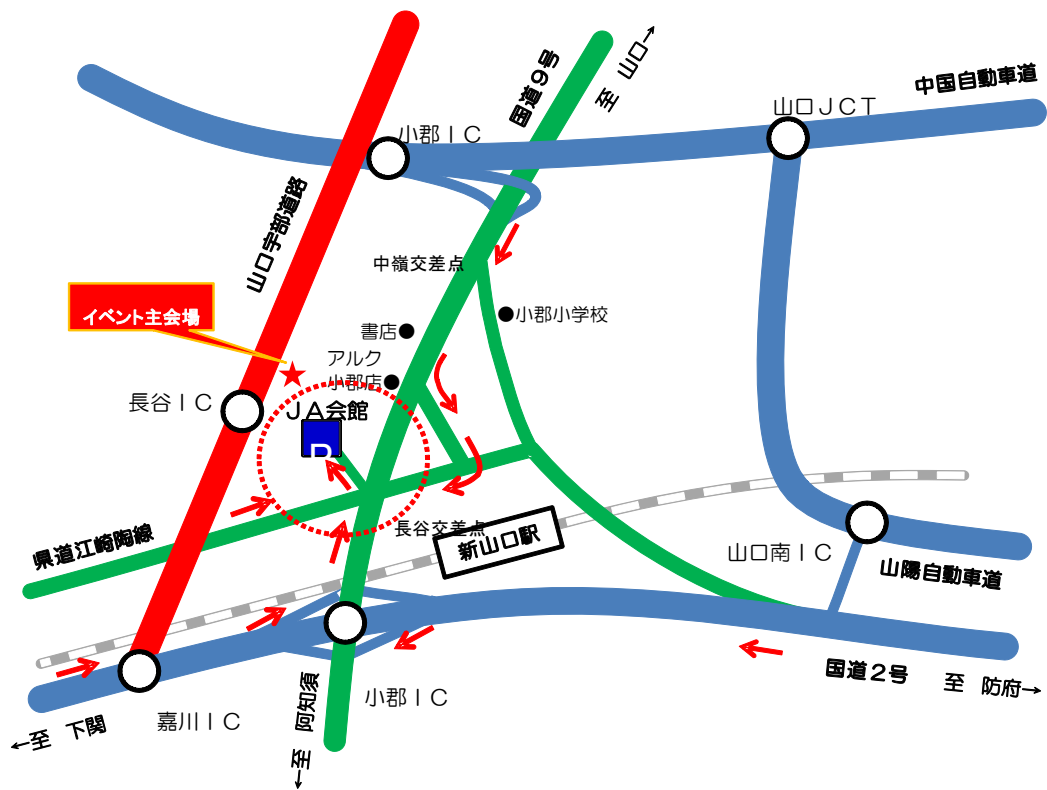 国道9号
至 山口→
中国自動車道
山口JCT
小郡IC
山口宇部道路
中嶺交差点
小郡小学校
イベント主会場
書店
アルク
小郡店
長谷IC
JA会館
P
長谷交差点
新山口駅
県道江崎陶線
山口南IC
山陽自動車道
国道2号 至 防府→
小郡IC
嘉川IC
←至 下関
←至 阿知須